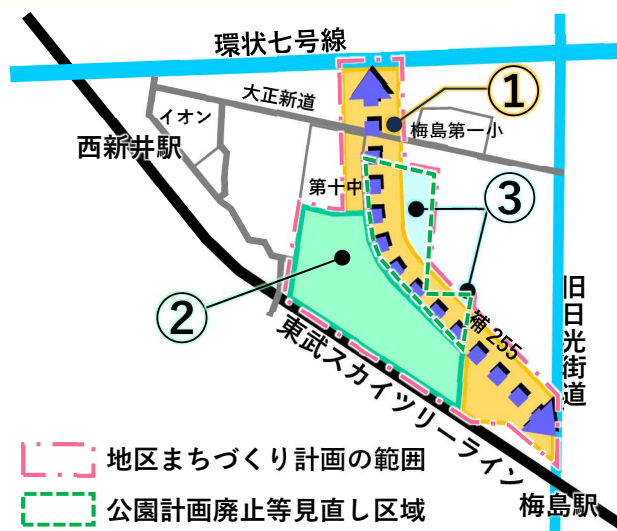 環状七号線
大正新道
①
イオン
梅島第一小
西新井駅
第十中
③
②
補255
旧日光街道
東武スカイツリーライン
地区まちづくり計画の範囲
公園計画廃止等見直し区域
梅島駅